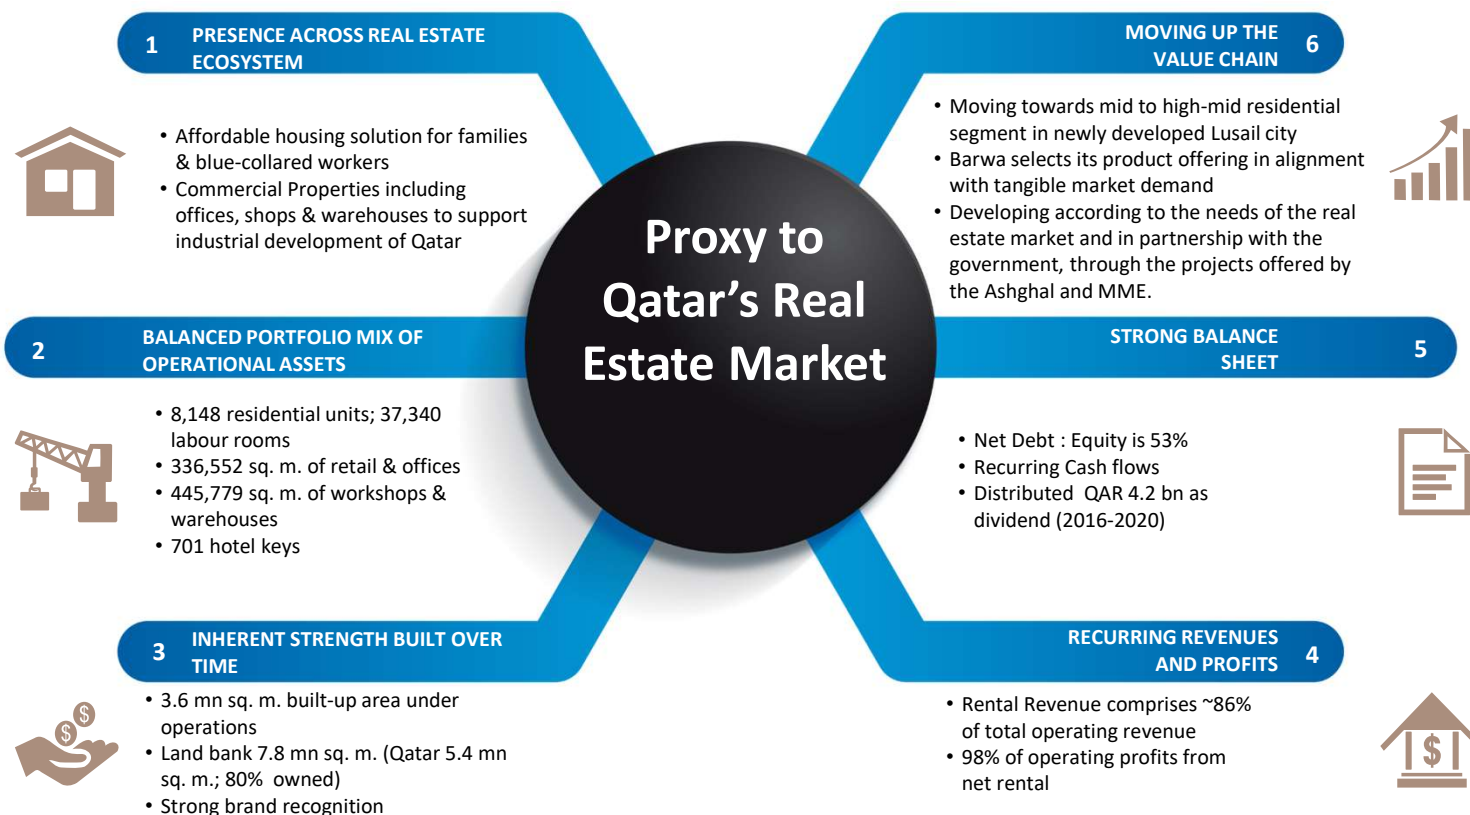 1
PRESENCE ACROSS REAL ESTATE
ECOSYSTEM
• Affordable housing solution for families
& blue-collared workers
• Commercial Properties including
offices, shops & warehouses to support
industrial development of Qatar
2
BALANCED PORTFOLIO MIX OF
OPERATIONAL ASSETS
• 8,148 residential units; 37,340
labour rooms
• 336,552 sq. m. of retail & offices
• 445,779 sq. m. of workshops &
warehouses
• 701 hotel keys
3
INHERENT STRENGTH BUILT OVER
TIME
• 3.6 mn sq. m. built-up area under
operations
• Land bank 7.8 mn sq. m. (Qatar 5.4 mn
sq. m.; 80% owned)
• Strong brand recognition
$
$
Proxy to
Qatar’s Real
Estate Market
MOVING UP THE
VALUE CHAIN
6
• Moving towards mid to high-mid residential
segment in newly developed Lusail city
• Barwa selects its product offering in alignment
with tangible market demand
• Developing according to the needs of the real
estate market and in partnership with the
government, through the projects offered by
the Ashghal and MME.
STRONG BALANCE
SHEET
5
• Net Debt : Equity is 53%
• Recurring Cash flows
• Distributed QAR 4.2 bn as
dividend (2016-2020)
RECURRING REVENUES
AND PROFITS
4
• Rental Revenue comprises ~86%
of total operating revenue
• 98% of operating profits from
net rental
$